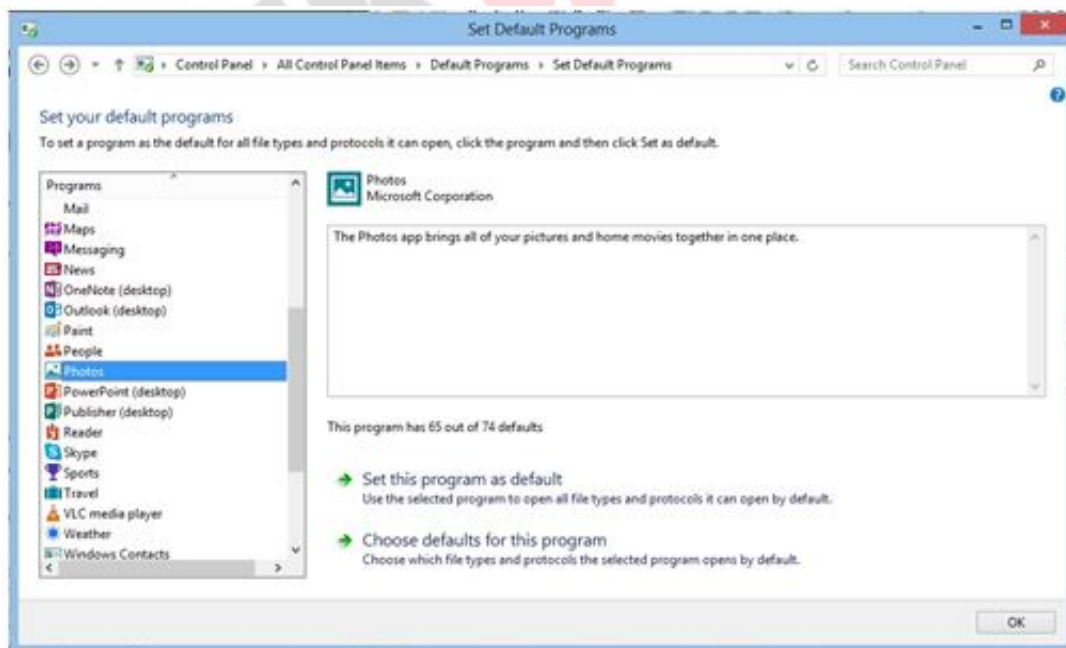 Set Default Programs
Control Panel › All Control Panel Items › Default Programs › Set Default Programs
Search Control Panel
Set your default programs
To set a program as the default for all file types and protocols it can open, click the program and then click Set as default.
Programs
Mail
Maps
Messaging
News
OneNote (desktop)
Outlook (desktop)
Paint
People
Photos
PowerPoint (desktop)
Publisher (desktop)
Reader
Skype
Sports
Travel
VLC media player
Weather
Windows Contacts
Photos
Microsoft Corporation
The Photos app brings all of your pictures and home movies together in one place.
This program has 65 out of 74 defaults
Set this program as default
Use the selected program to open all file types and protocols it can open by default.
Choose defaults for this program
Choose which file types and protocols the selected program opens by default.
OK